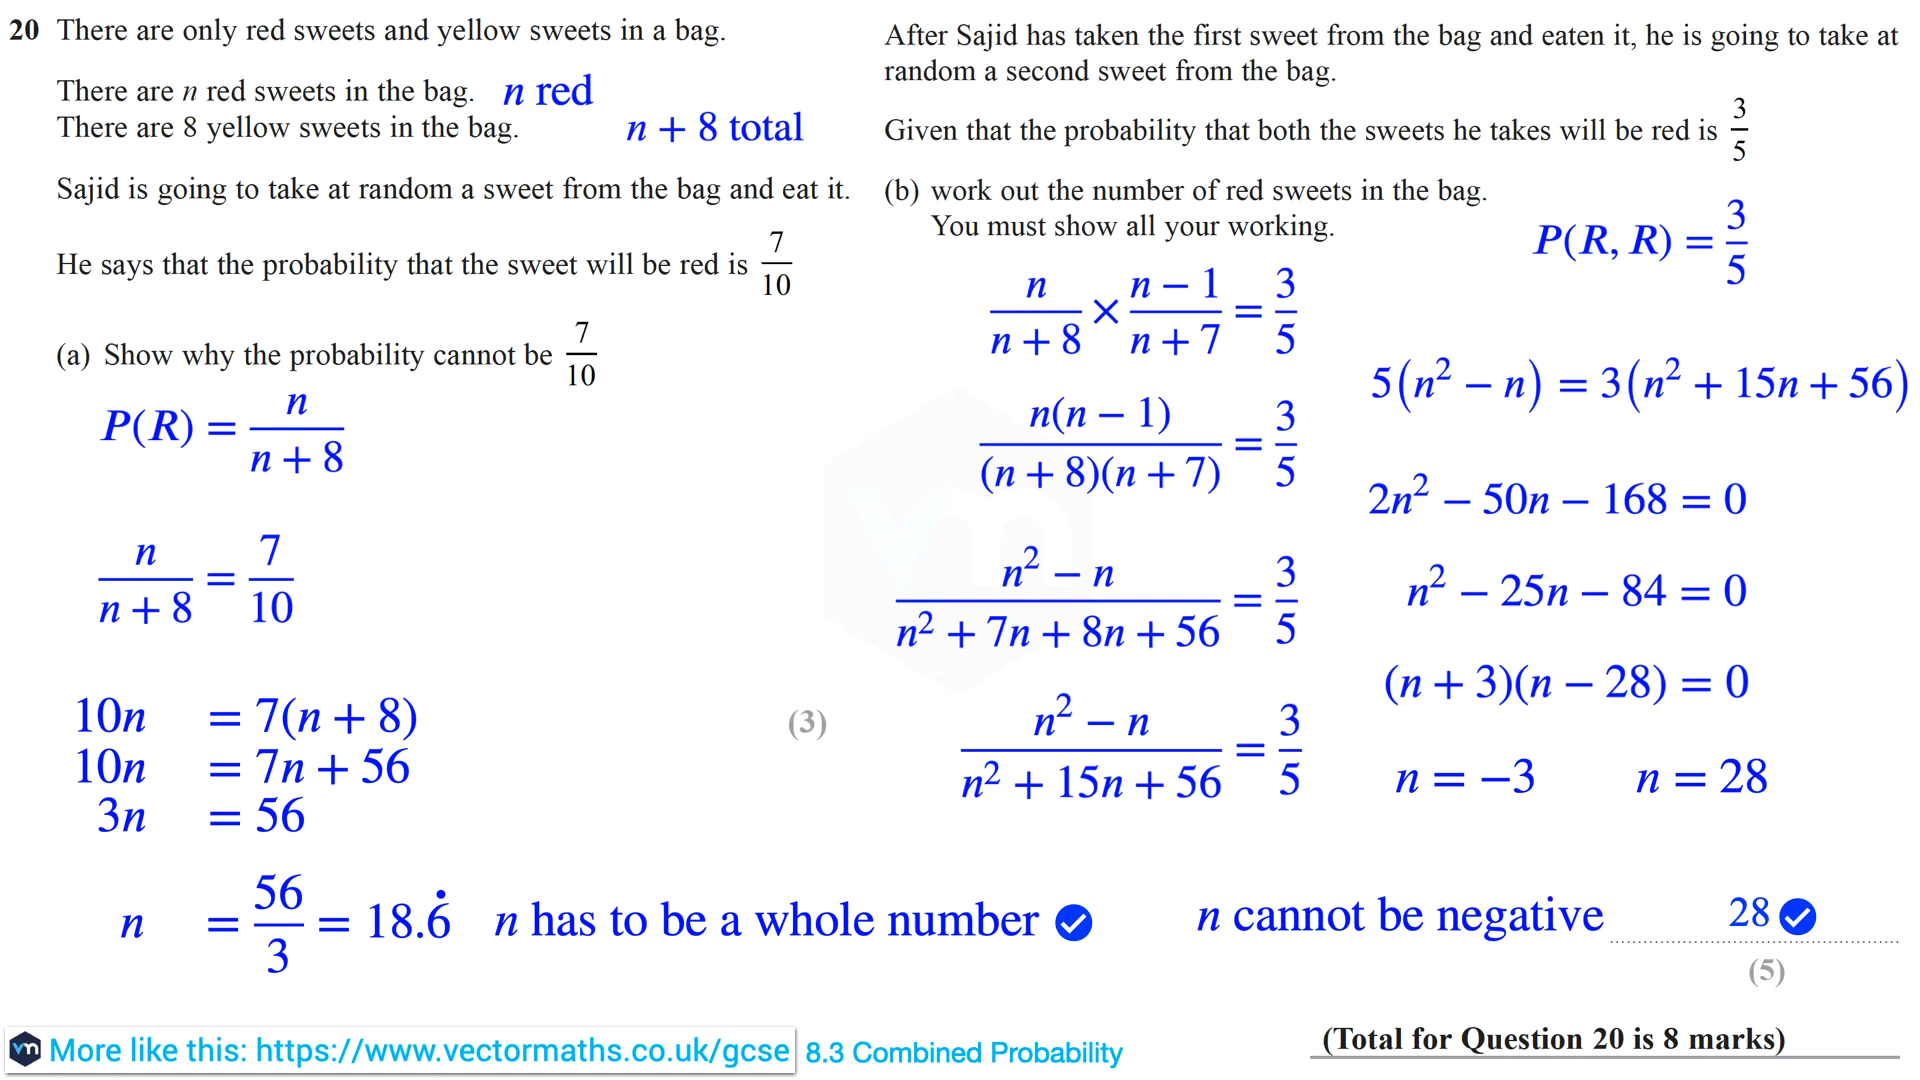 20 There are only red sweets and yellow sweets in a bag.
There are n red sweets in the bag. n red
There are 8 yellow sweets in the bag. n + 8 total
Sajid is going to take at random a sweet from the bag and eat it.
He says that the probability that the sweet will be red is 7/10
(a) Show why the probability cannot be 7/10
P(R) = n/(n + 8)
n/(n + 8) = 7/10
10n = 7(n + 8)
10n = 7n + 56
3n = 56
n = 56/3 = 18.6̇ n has to be a whole number
(3)
After Sajid has taken the first sweet from the bag and eaten it, he is going to take at
random a second sweet from the bag.
Given that the probability that both the sweets he takes will be red is 3/5
(b) work out the number of red sweets in the bag.
You must show all your working.
P(R, R) = 3/5
n/(n + 8) × (n − 1)/(n + 7) = 3/5
n(n − 1)/((n + 8)(n + 7)) = 3/5
(n² − n)/(n² + 7n + 8n + 56) = 3/5
(n² − n)/(n² + 15n + 56) = 3/5
5(n² − n) = 3(n² + 15n + 56)
2n² − 50n − 168 = 0
n² − 25n − 84 = 0
(n + 3)(n − 28) = 0
n = −3 n = 28
n cannot be negative 28
(5)
(Total for Question 20 is 8 marks)
vm More like this: https://www.vectormaths.co.uk/gcse 8.3 Combined Probability